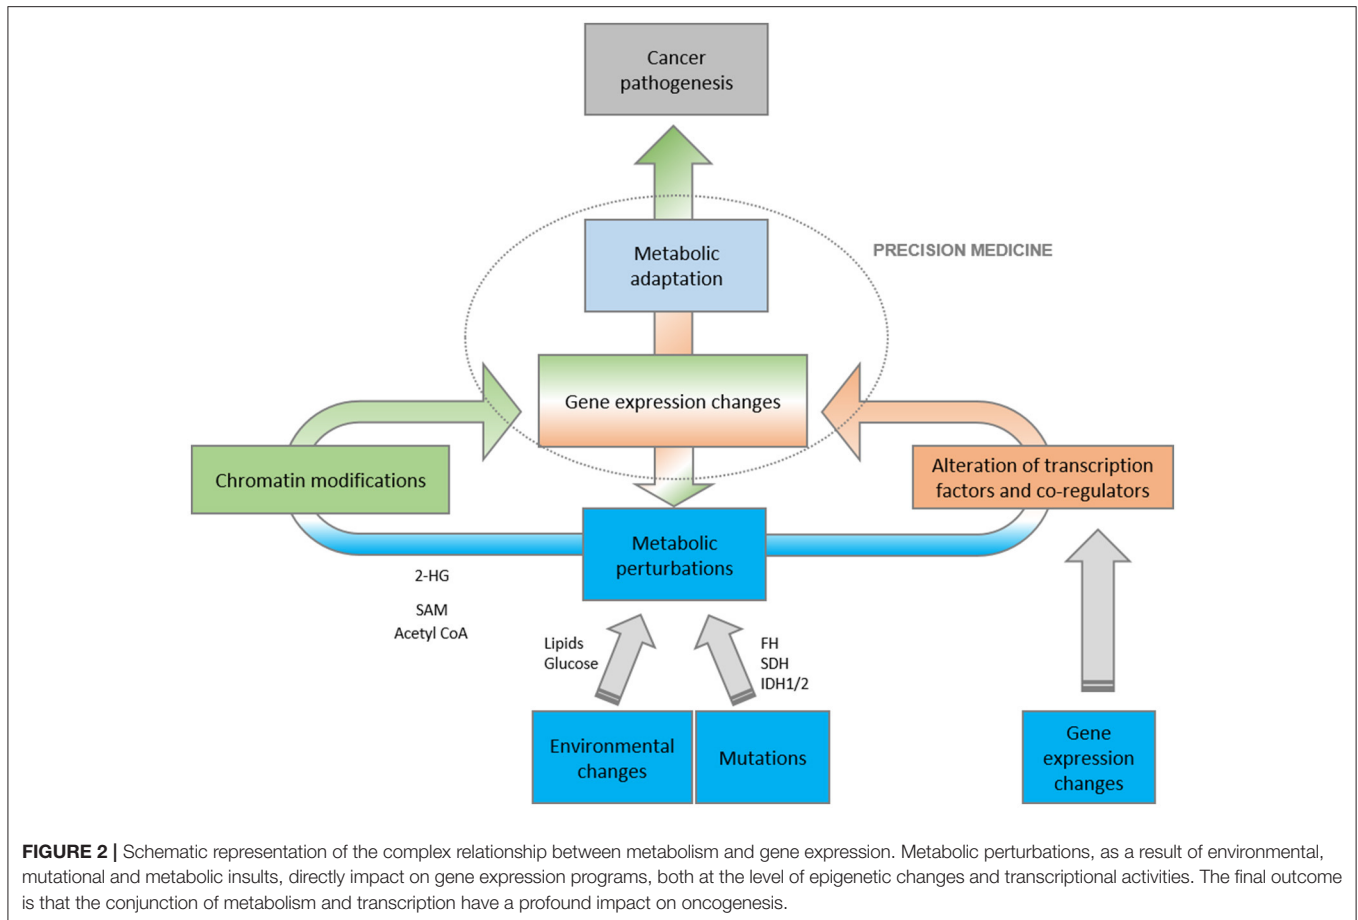 Cancer
pathogenesis
Metabolic
adaptation
PRECISION MEDICINE
Gene expression changes
Chromatin modifications
Alteration of transcription
factors and co-regulators
Metabolic
perturbations
2-HG
SAM
Acetyl CoA
Lipids
Glucose
FH
SDH
IDH1/2
Environmental
changes
Mutations
Gene
expression
changes
FIGURE 2 | Schematic representation of the complex relationship between metabolism and gene expression. Metabolic perturbations, as a result of environmental,
mutational and metabolic insults, directly impact on gene expression programs, both at the level of epigenetic changes and transcriptional activities. The final outcome
is that the conjunction of metabolism and transcription have a profound impact on oncogenesis.